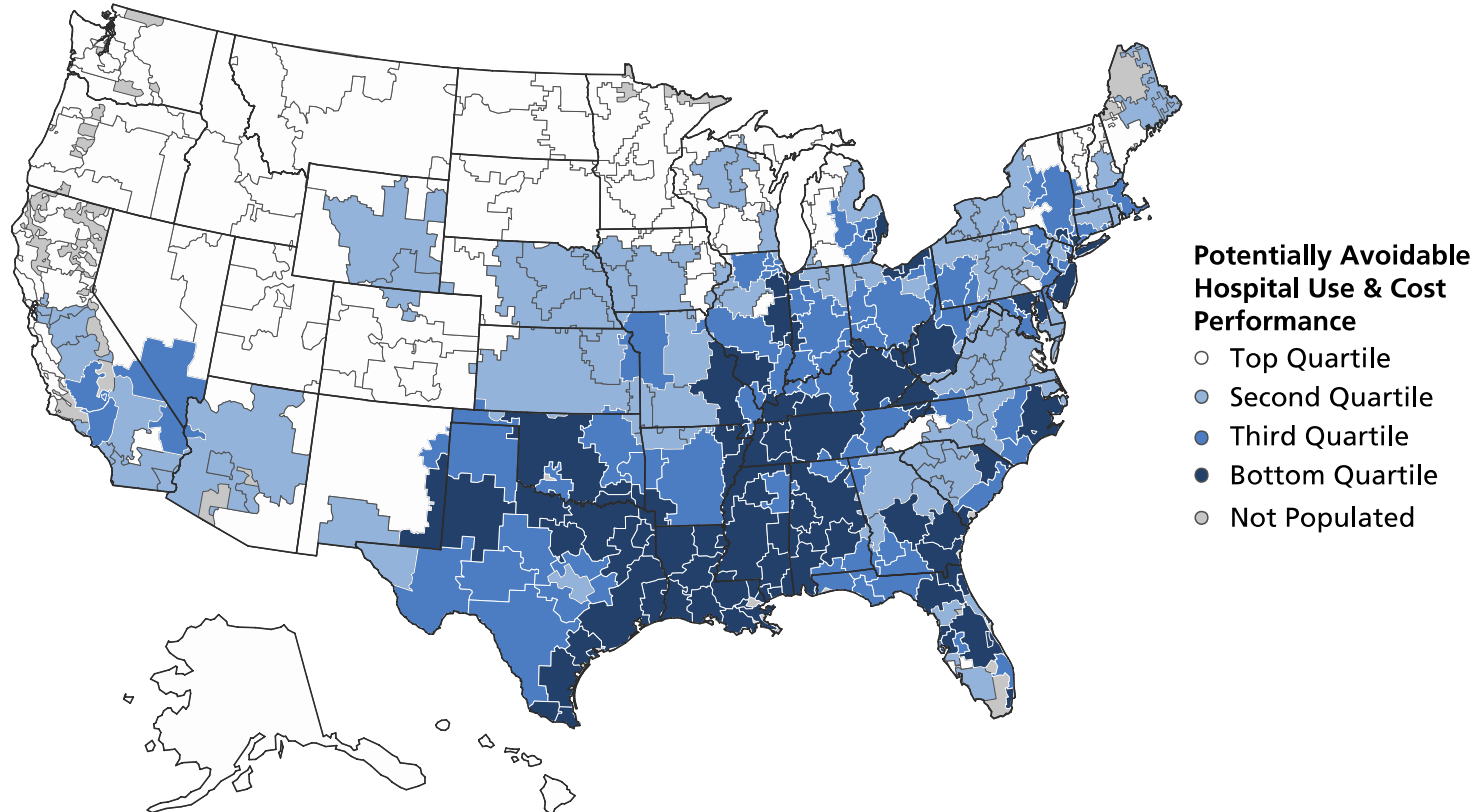 Potentially Avoidable
Hospital Use & Cost
Performance
Top Quartile
Second Quartile
Third Quartile
Bottom Quartile
Not Populated